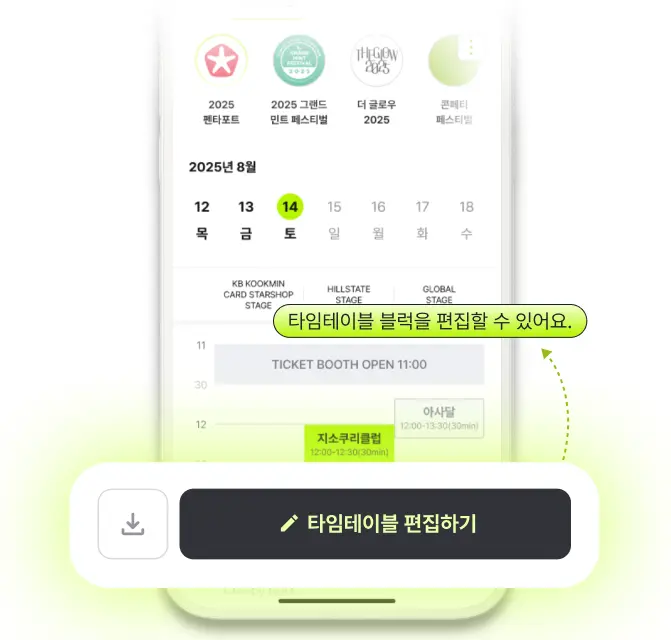 GRAND
MINT
FESTIVAL
2025
THE GLOW
2025
2025
펜타포트
2025 그랜드
민트 페스티벌
더 글로우
2025
콘페티
페스티벌
2025년 8월
12 13 14 15 16 17 18
목 금 토 일 월 화 수
KB KOOKMIN
CARD STARSHOP
STAGE
HILLSTATE
STAGE
GLOBAL
STAGE
타임테이블 블럭을 편집할 수 있어요.
11
TICKET BOOTH OPEN 11:00
30
아사달
12:00-13:30(30min)
12
지소쿠리클럽
12:00-12:30(30min)
타임테이블 편집하기